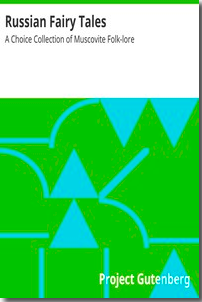 Russian Fairy Tales
A Choice Collection of Muscovite Folk-lore
Project Gutenberg